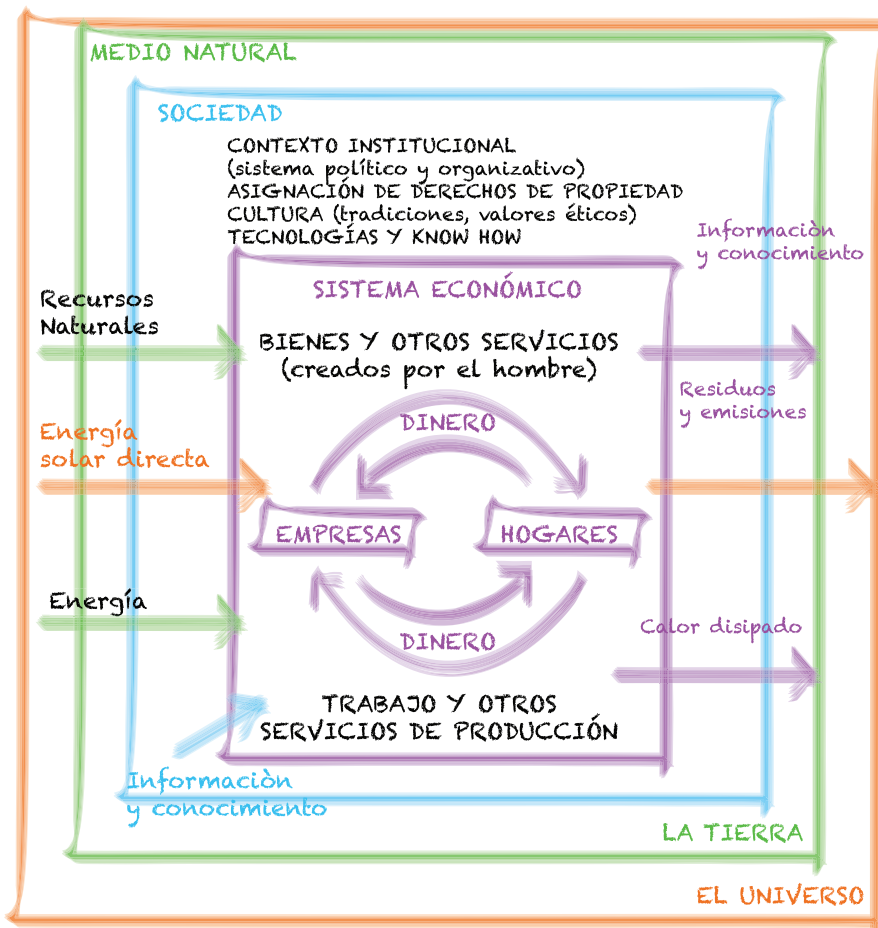 MEDIO NATURAL
SOCIEDAD
CONTEXTO INSTITUCIONAL
(sistema político y organizativo)
ASIGNACIÓN DE DERECHOS DE PROPIEDAD
CULTURA (tradiciones, valores éticos)
TECNOLOGÍAS Y KNOW HOW
Informaciòn
y conocimiento
SISTEMA ECONÓMICO
Recursos
Naturales
BIENES Y OTROS SERVICIOS
(creados por el hombre)
Residuos
y emisiones
DINERO
Energía
solar directa
EMPRESAS
HOGARES
Energía
DINERO
Calor disipado
TRABAJO Y OTROS
SERVICIOS DE PRODUCCIÓN
Informaciòn
y conocimiento
LA TIERRA
EL UNIVERSO